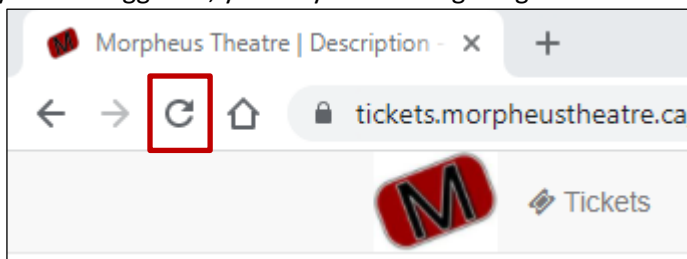 Morpheus Theatre | Description -
tickets.morpheustheatre.ca
M Tickets